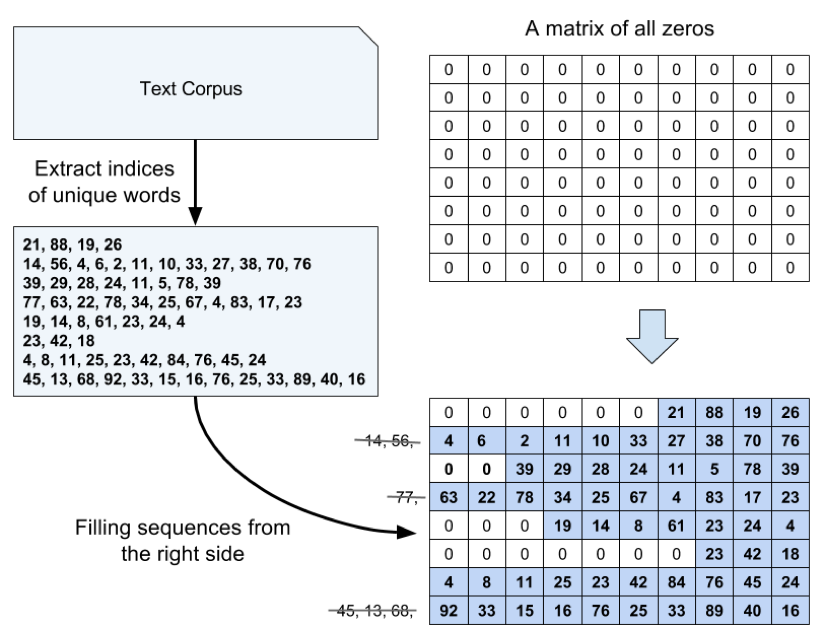 Text Corpus
Extract indices
of unique words
21, 88, 19, 26
14, 56, 4, 6, 2, 11, 10, 33, 27, 38, 70, 76
39, 29, 28, 24, 11, 5, 78, 39
77, 63, 22, 78, 34, 25, 67, 4, 83, 17, 23
19, 14, 8, 61, 23, 24, 4
23, 42, 18
4, 8, 11, 25, 23, 42, 84, 76, 45, 24
45, 13, 68, 92, 33, 15, 16, 76, 25, 33, 89, 40, 16
Filling sequences from
the right side
A matrix of all zeros
0 0 0 0 0 0 0 0 0 0
0 0 0 0 0 0 0 0 0 0
0 0 0 0 0 0 0 0 0 0
0 0 0 0 0 0 0 0 0 0
0 0 0 0 0 0 0 0 0 0
0 0 0 0 0 0 0 0 0 0
0 0 0 0 0 0 0 0 0 0
0 0 0 0 0 0 0 0 0 0
0 0 0 0 0 0 21 88 19 26
14, 56, 4 6 2 11 10 33 27 38 70 76
0 0 39 29 28 24 11 5 78 39
77, 63 22 78 34 25 67 4 83 17 23
0 0 0 19 14 8 61 23 24 4
0 0 0 0 0 0 0 23 42 18
4 8 11 25 23 42 84 76 45 24
45, 13, 68, 92 33 15 16 76 25 33 89 40 16